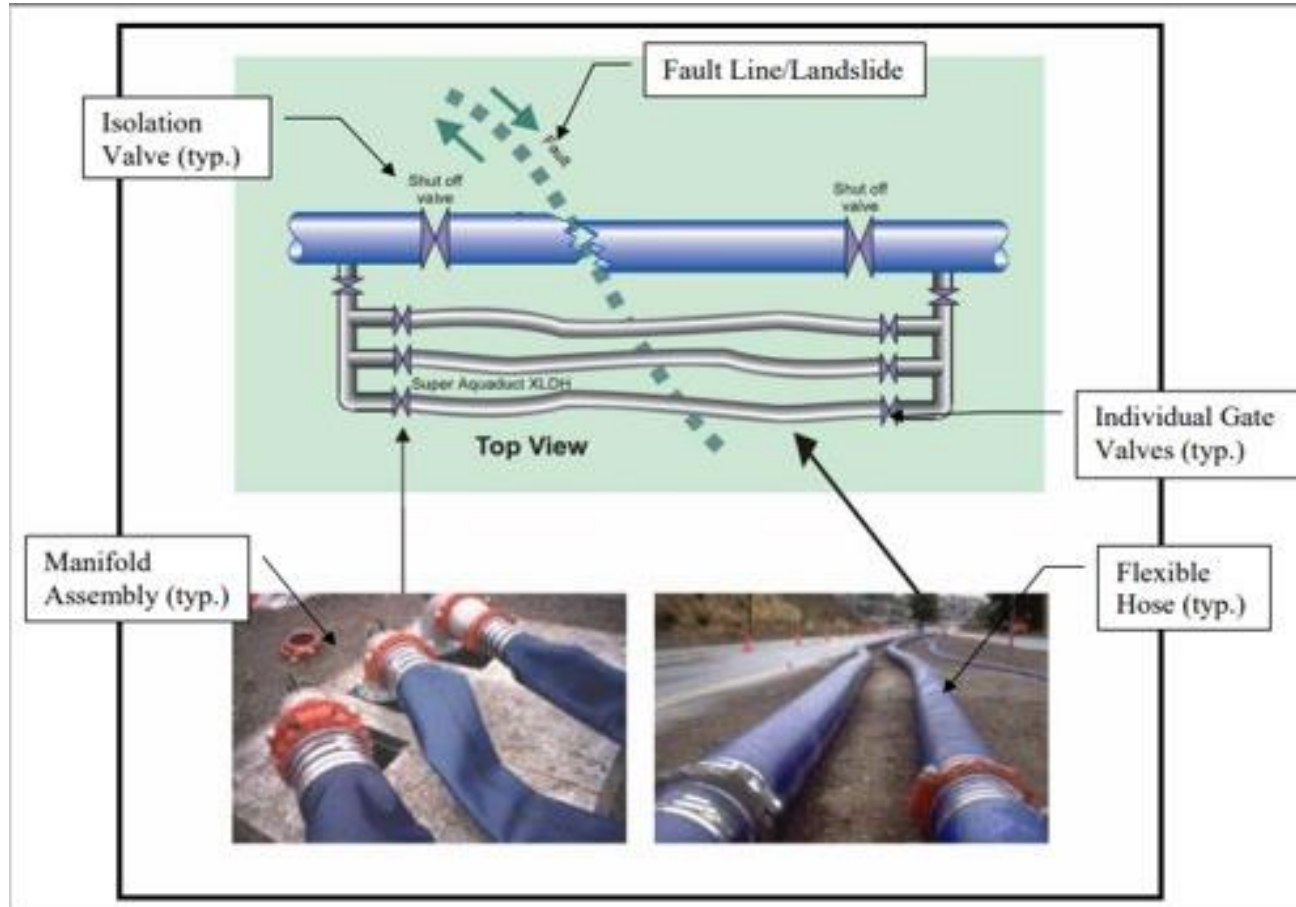 Fault Line/Landslide
Isolation
Valve (typ.)
Fault
Shut off
valve
Shut off
valve
Super Aquaduct XLDH
Top View
Individual Gate
Valves (typ.)
Manifold
Assembly (typ.)
Flexible
Hose (typ.)